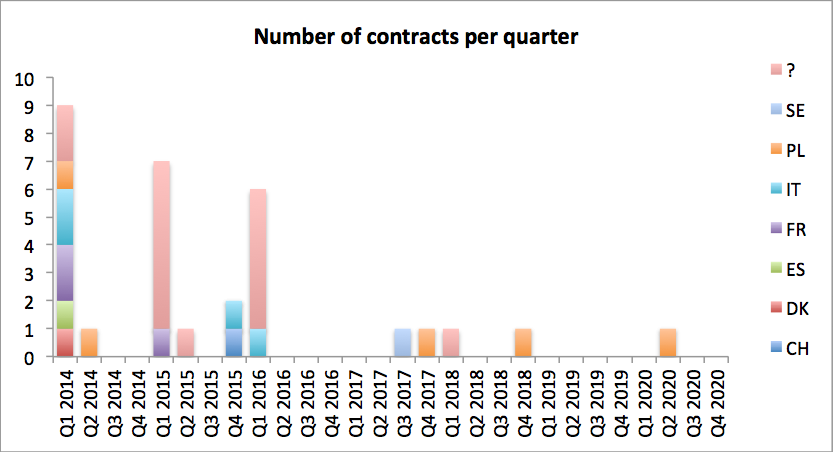 Number of contracts per quarter
10
9
8
7
6
5
4
3
2
1
0
Q1 2014
Q2 2014
Q3 2014
Q4 2014
Q1 2015
Q2 2015
Q3 2015
Q4 2015
Q1 2016
Q2 2016
Q3 2016
Q4 2016
Q1 2017
Q2 2017
Q3 2017
Q4 2017
Q1 2018
Q2 2018
Q3 2018
Q4 2018
Q1 2019
Q2 2019
Q3 2019
Q4 2019
Q1 2020
Q2 2020
Q3 2020
Q4 2020
?
SE
PL
IT
FR
ES
DK
CH